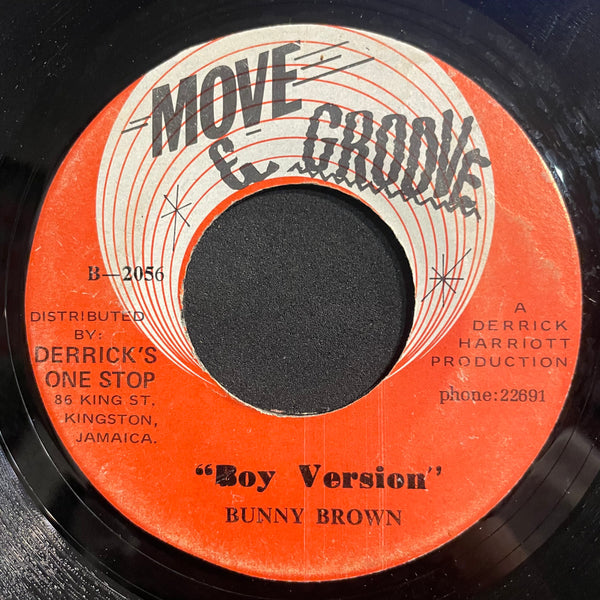 MOVE
& GROOVE
B-2056
DISTRIBUTED
BY:
DERRICK'S
ONE STOP
86 KING ST.
KINGSTON,
JAMAICA.
A
DERRICK
HARRIOTT
PRODUCTION
phone:22691
"Boy Version"
BUNNY BROWN